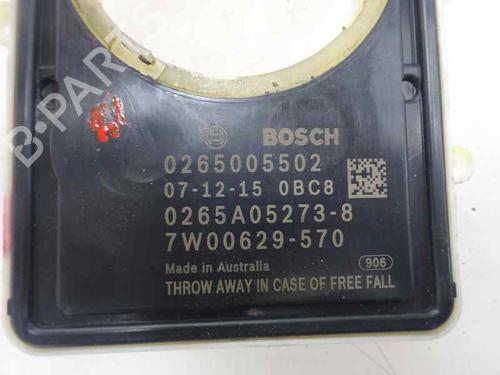 BOSCH
0265005502
07-12-15 0BC8
0265A05273-8
7W00629-570
Made in Australia
906
THROW AWAY IN CASE OF FREE FALL
B-PARTS